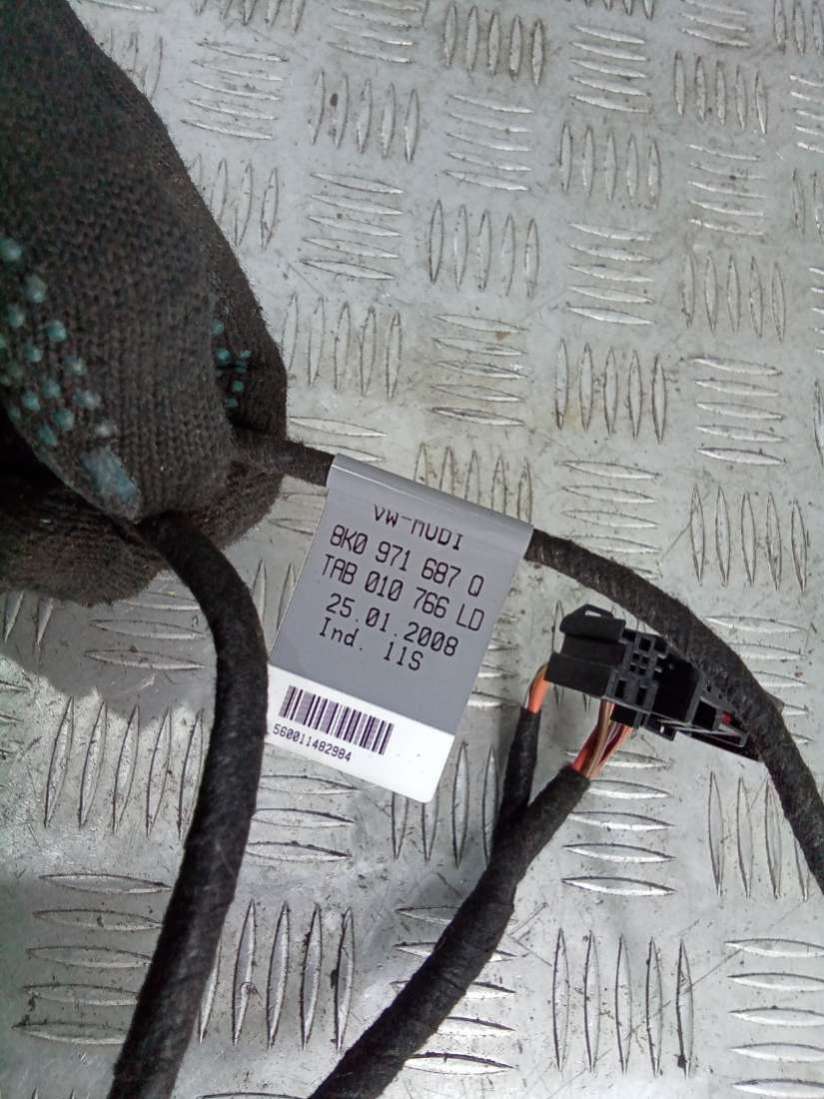 VW-AUDI
8K0 971 687 Q
TAB 010 766 LD
25.01.2008
Ind. 11S
560011482984